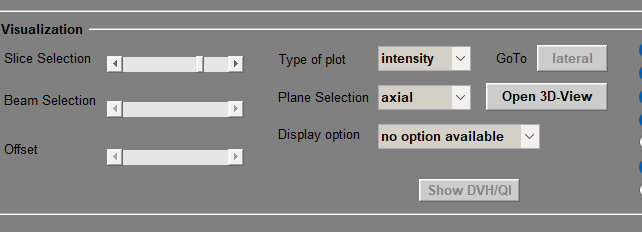 Visualization
Slice Selection
Type of plot
intensity
GoTo
lateral
Beam Selection
Plane Selection
axial
Open 3D-View
Display option
no option available
Offset
Show DVH/QI